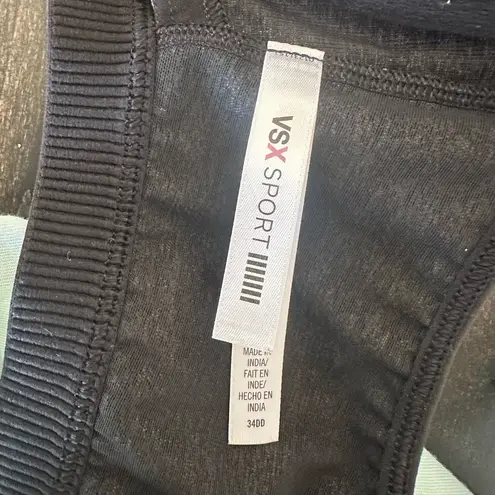 VSX SPORT
MADE IN
INDIA/
FAIT EN
INDE/
HECHO EN
INDIA
34DD